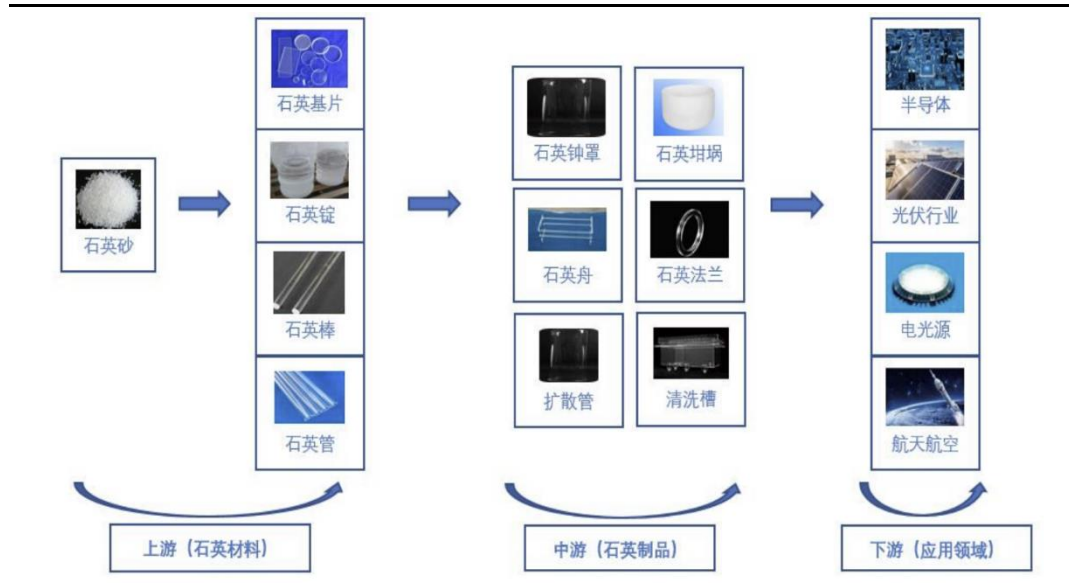 石英砂
石英基片
石英锭
石英棒
石英管
石英钟罩
石英坩埚
石英舟
石英法兰
扩散管
清洗槽
半导体
光伏行业
电光源
航天航空
上游（石英材料）
中游（石英制品）
下游（应用领域）